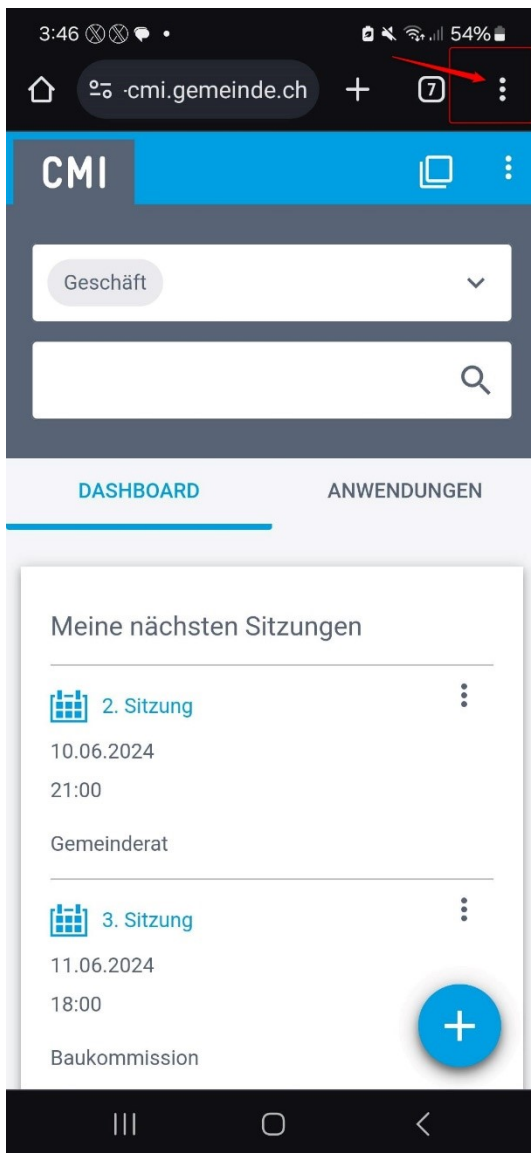 3:46 54%
-cmi.gemeinde.ch 7
CMI
Geschäft
DASHBOARD ANWENDUNGEN
Meine nächsten Sitzungen
2. Sitzung
10.06.2024
21:00
Gemeinderat
3. Sitzung
11.06.2024
18:00
Baukommission